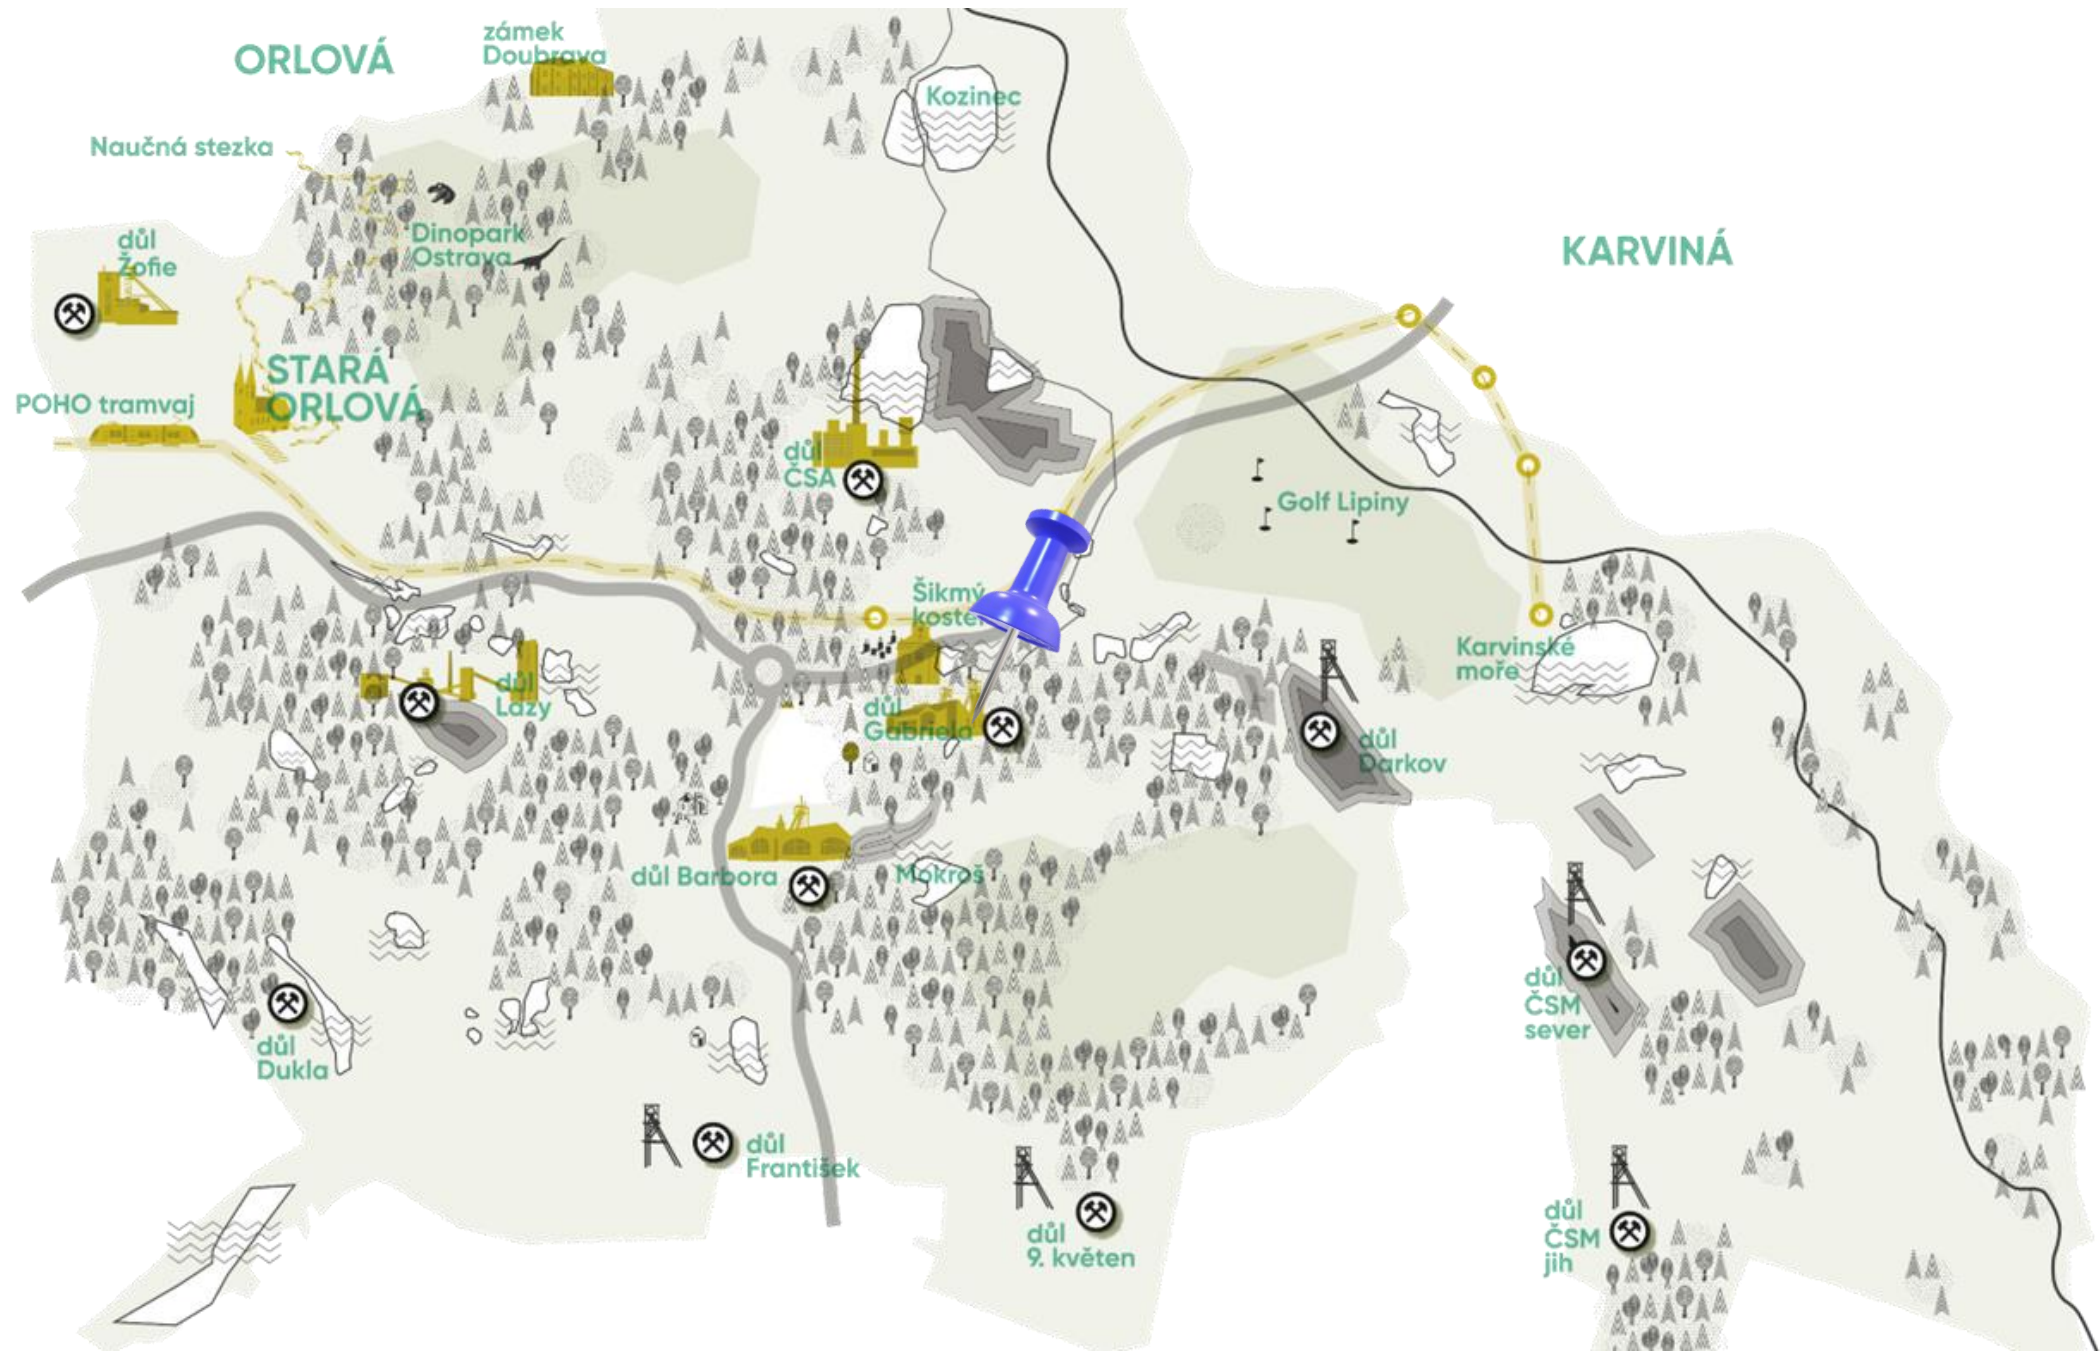 ORLOVÁ
zámek
Doubrava
Kozinec
Naučná stezka
důl
Žofie
Dinopark
Ostrava
KARVINÁ
STARÁ
ORLOVÁ
POHO tramvaj
důl
ČSA
Golf Lipiny
Šikmý
kostel
Karvinské
moře
důl
Lazy
důl
Gabriela
důl
Darkov
důl Barbora
Mokroš
důl
ČSM
sever
důl
Dukla
důl
František
důl
9. květen
důl
ČSM
jih